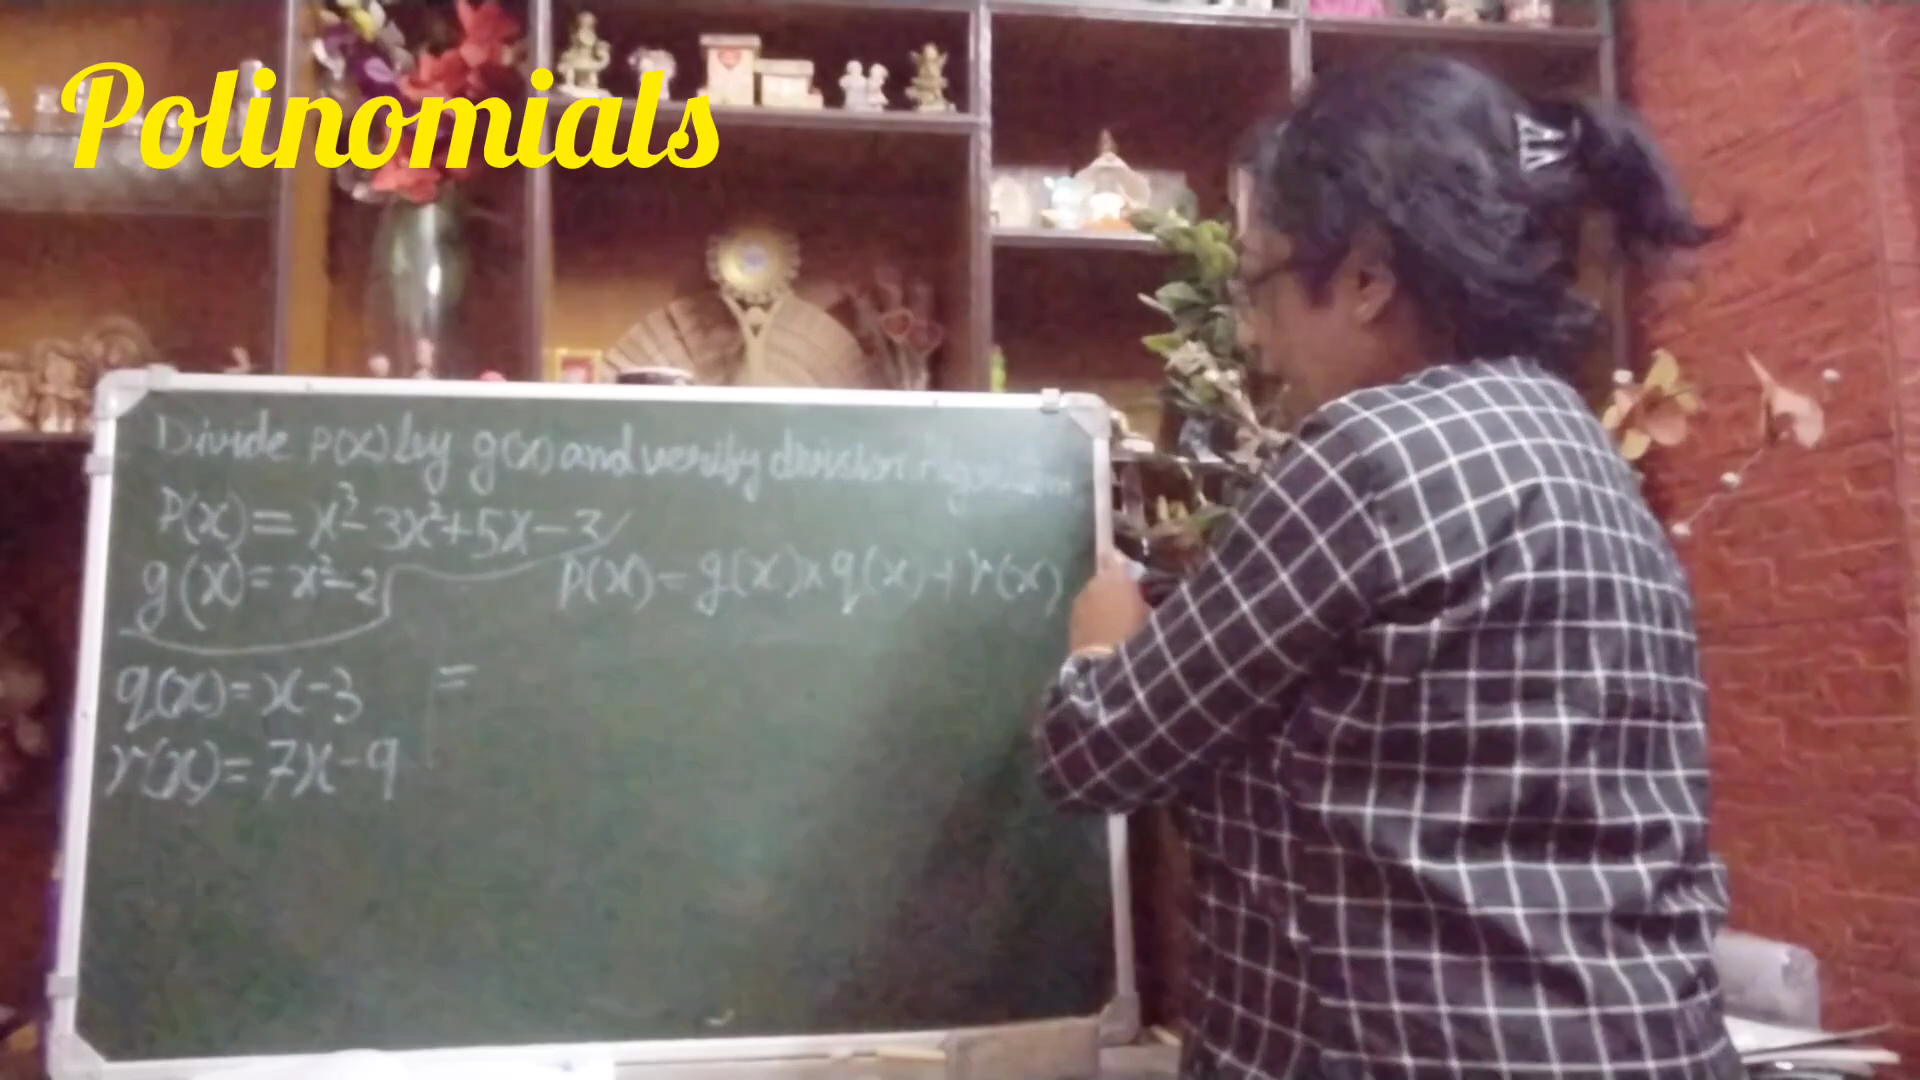 Polinomials
Divide P(x) by g(x) and verify division
P(x) = x³ - 3x² + 5x - 3
g(x) = x² - 2
P(x) = g(x) x q(x) + r(x)
q(x) = x - 3
=
r(x) = 7x - 9